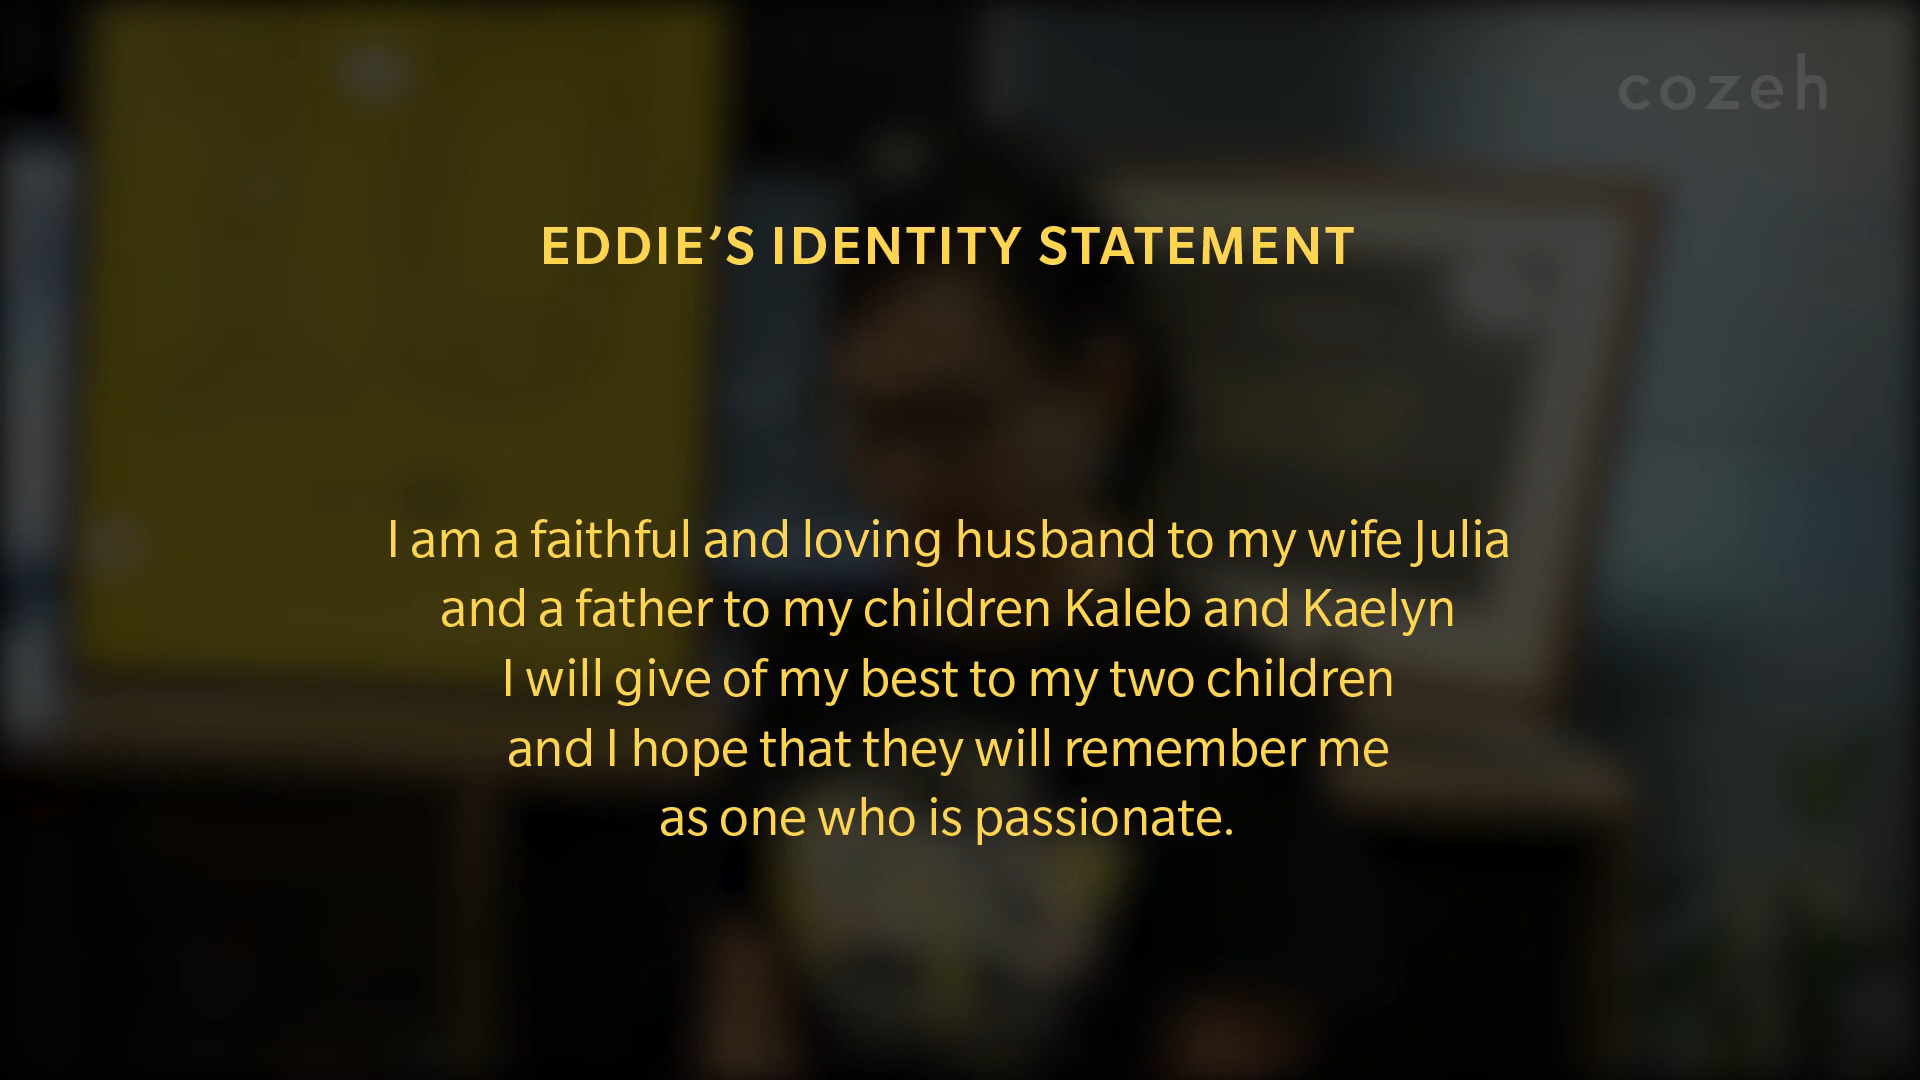 cozeh
EDDIE’S IDENTITY STATEMENT
I am a faithful and loving husband to my wife Julia
and a father to my children Kaleb and Kaelyn
I will give of my best to my two children
and I hope that they will remember me
as one who is passionate.